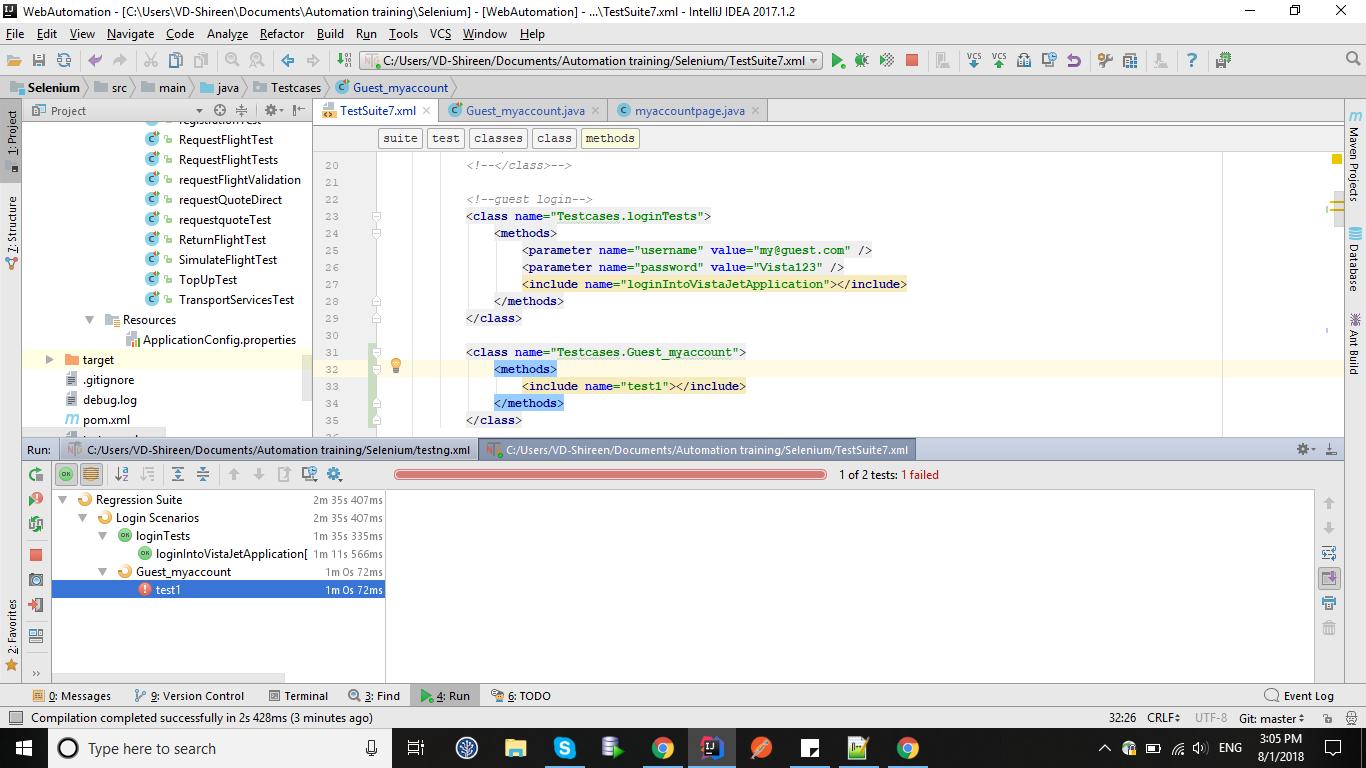 WebAutomation - [C:\Users\VD-Shireen\Documents\Automation training\Selenium] - [WebAutomation] - ...\TestSuite7.xml - IntelliJ IDEA 2017.1.2
File Edit View Navigate Code Analyze Refactor Build Run Tools VCS Window Help
C:/Users/VD-Shireen/Documents/Automation training/Selenium/TestSuite7.xml
VCS VCS
Selenium src main java Testcases Guest_myaccount
Project
TestSuite7.xml Guest_myaccount.java myaccountpage.java
suite test classes class methods
1: Project
7: Structure
2: Favorites
registrationTest
RequestFlightTest
RequestFlightTests
requestFlightValidation
requestQuoteDirect
requestquoteTest
ReturnFlightTest
SimulateFlightTest
TopUpTest
TransportServicesTest
Resources
ApplicationConfig.properties
target
.gitignore
debug.log
pom.xml
20 <!--</class>-->
21
22 <!--guest login-->
23 <class name="Testcases.loginTests">
24 <methods>
25 <parameter name="username" value="my@guest.com" />
26 <parameter name="password" value="Vista123" />
27 <include name="loginIntoVistaJetApplication"></include>
28 </methods>
29 </class>
30
31 <class name="Testcases.Guest_myaccount">
32 <methods>
33 <include name="test1"></include>
34 </methods>
35 </class>
Maven Projects
Database
Ant Build
Run: C:/Users/VD-Shireen/Documents/Automation training/Selenium/testng.xml C:/Users/VD-Shireen/Documents/Automation training/Selenium/TestSuite7.xml
1 of 2 tests: 1 failed
Regression Suite 2m 35s 407ms
Login Scenarios 2m 35s 407ms
OK loginTests 1m 35s 335ms
OK loginIntoVistaJetApplication[ 1m 11s 566ms
Guest_myaccount 1m 0s 72ms
test1 1m 0s 72ms
0: Messages 9: Version Control Terminal 3: Find 4: Run 6: TODO Event Log
Compilation completed successfully in 2s 428ms (3 minutes ago) 32:26 CRLF UTF-8 Git: master
Type here to search ENG 3:05 PM
8/1/2018